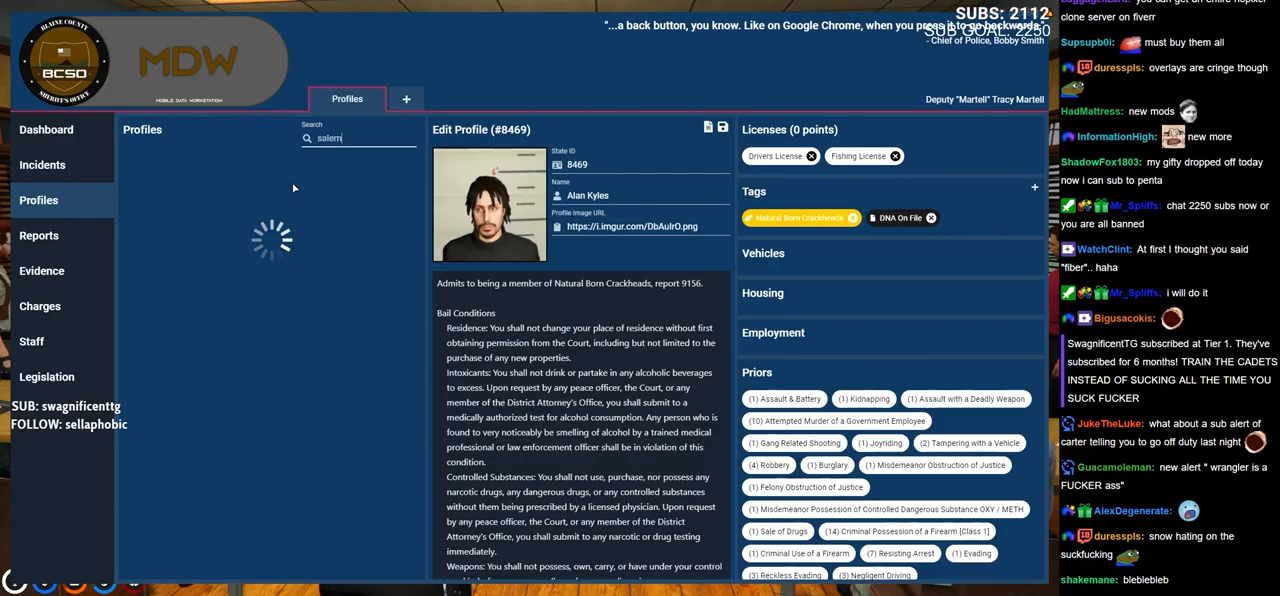 BLAINE COUNTY
BCSO
SHERIFF'S OFFICE
MDW
MOBILE DATA WORKSTATION
"...a back button, you know. Like on Google Chrome, when you press it to go backwards."
- Chief of Police, Bobby Smith
SUBS: 2112
SUB GOAL: 2250
Profiles
+
Deputy "Martell" Tracy Martell
Dashboard
Incidents
Profiles
Reports
Evidence
Charges
Staff
Legislation
SUB: swagnificenttg
FOLLOW: sellaphobic
Profiles
Search
salem
Edit Profile (#8469)
State ID
8469
Name
Alan Kyles
Profile Image URL
https://i.imgur.com/DbAuIrO.png
Admits to being a member of Natural Born Crackheads, report 9156.
Bail Conditions
Residence: You shall not change your place of residence without first
obtaining permission from the Court, including but not limited to the
purchase of any new properties.
Intoxicants: You shall not drink or partake in any alcoholic beverages
to excess. Upon request by any peace officer, the Court, or any
member of the District Attorney's Office, you shall submit to a
medically authorized test for alcohol consumption. Any person who is
found to very noticeably be smelling of alcohol by a trained medical
professional or law enforcement officer shall be in violation of this
condition.
Controlled Substances: You shall not use, purchase, nor possess any
narcotic drugs, any dangerous drugs, or any controlled substances
without them being prescribed by a licensed physician. Upon request
by any peace officer, the Court, or any member of the District
Attorney's Office, you shall submit to any narcotic or drug testing
immediately.
Weapons: You shall not possess, own, carry, or have under your control
Licenses (0 points)
Drivers License
Fishing License
Tags
+
Natural Born Crackheads
DNA On File
Vehicles
Housing
Employment
Priors
(1) Assault & Battery
(1) Kidnapping
(1) Assault with a Deadly Weapon
(10) Attempted Murder of a Government Employee
(1) Gang Related Shooting
(1) Joyriding
(2) Tampering with a Vehicle
(4) Robbery
(1) Burglary
(1) Misdemeanor Obstruction of Justice
(1) Felony Obstruction of Justice
(1) Misdemeanor Possession of Controlled Dangerous Substance OXY / METH
(1) Sale of Drugs
(14) Criminal Possession of a Firearm [Class 1]
(1) Criminal Use of a Firearm
(7) Resisting Arrest
(1) Evading
(3) Reckless Evading
(3) Negligent Driving
clone server on fiverr
Supsupb0i: must buy them all
duresspls: overlays are cringe though
HadMattress: new mods
InformationHigh: new more
ShadowFox1803: my gifty dropped off today
now i can sub to penta
Mr_Spliffs: chat 2250 subs now or
you are all banned
WatchClint: At first I thought you said
"fiber".. haha
Mr_Spliffs: i will do it
Bigusacokis:
SwagnificentTG subscribed at Tier 1. They've
subscribed for 6 months! TRAIN THE CADETS
INSTEAD OF SUCKING ALL THE TIME YOU
SUCK FUCKER
JukeTheLuke: what about a sub alert of
carter telling you to go off duty last night
Guacamoleman: new alert " wrangler is a
FUCKER ass"
AlexDegenerate:
duresspls: snow hating on the
suckfucking
shakemane: bleblebleb